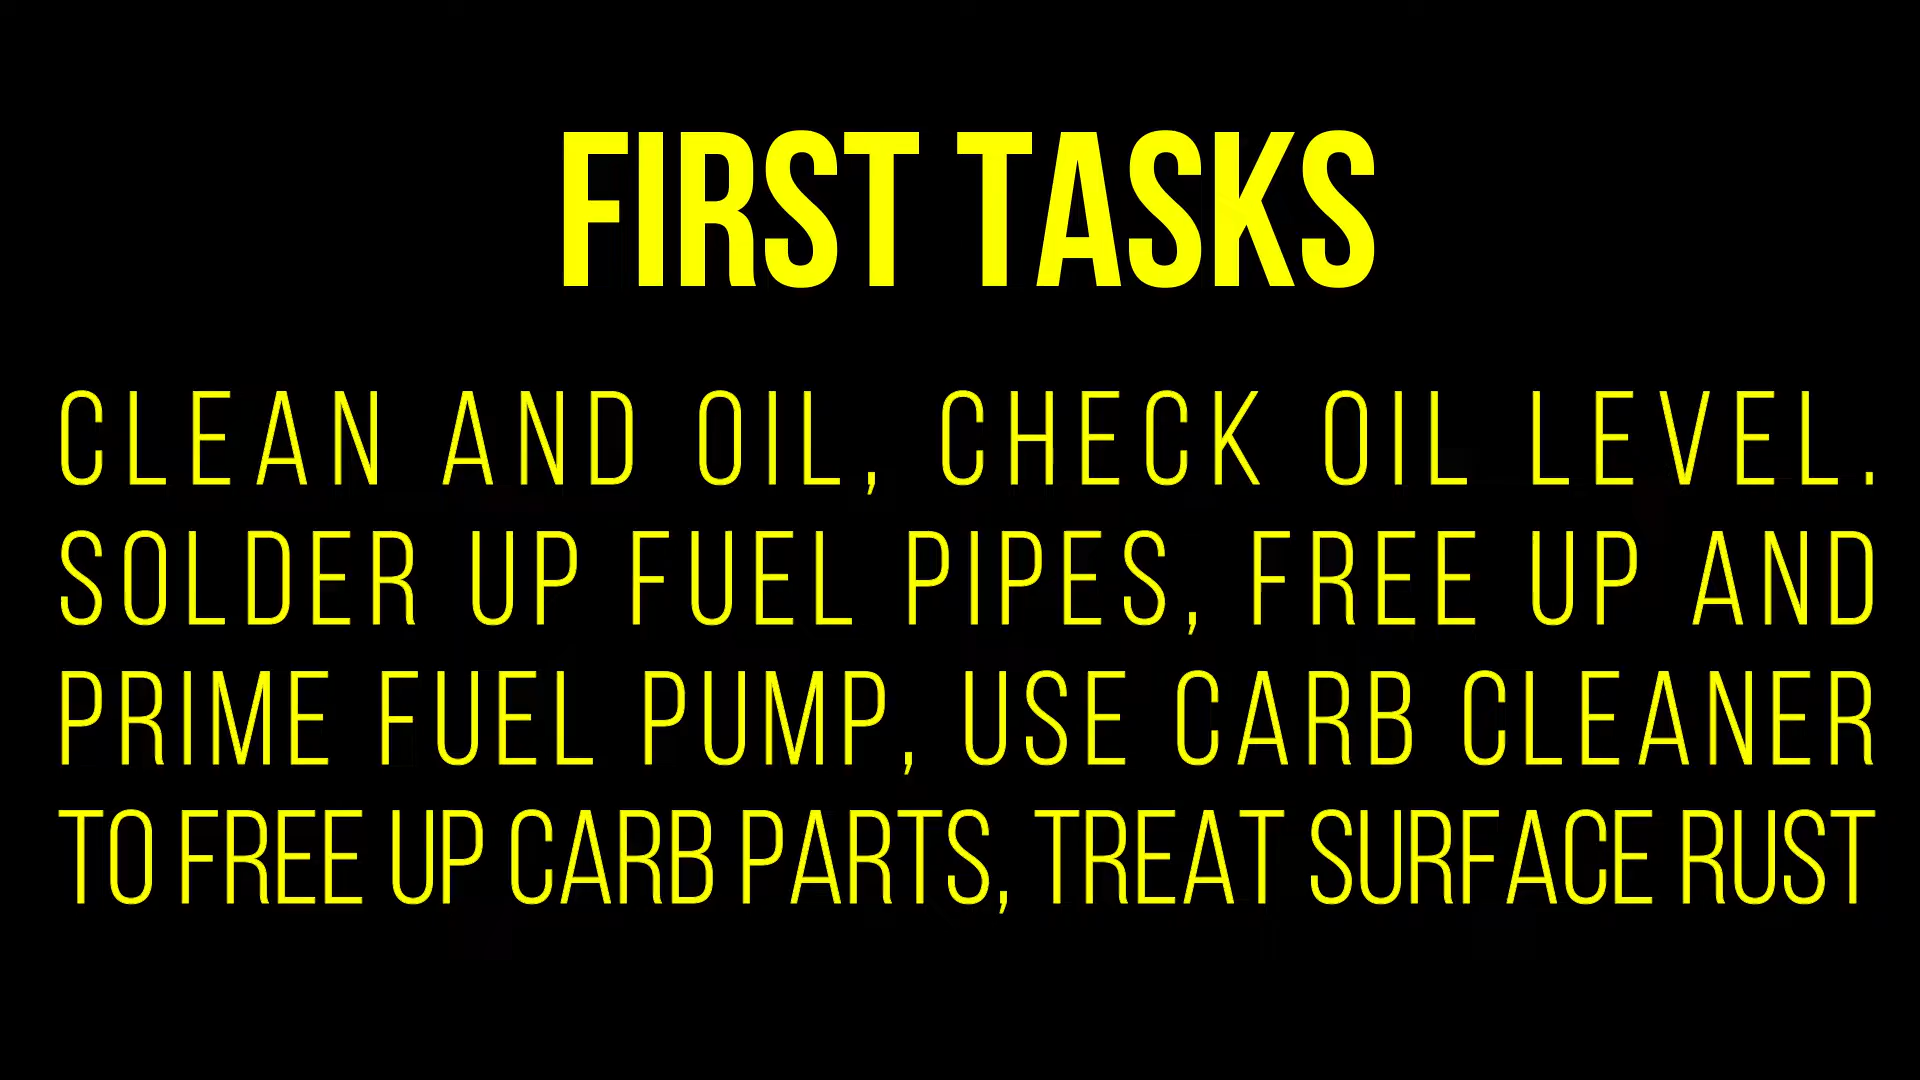 FIRST TASKS
CLEAN AND OIL, CHECK OIL LEVEL.
SOLDER UP FUEL PIPES, FREE UP AND
PRIME FUEL PUMP, USE CARB CLEANER
TO FREE UP CARB PARTS, TREAT SURFACE RUST